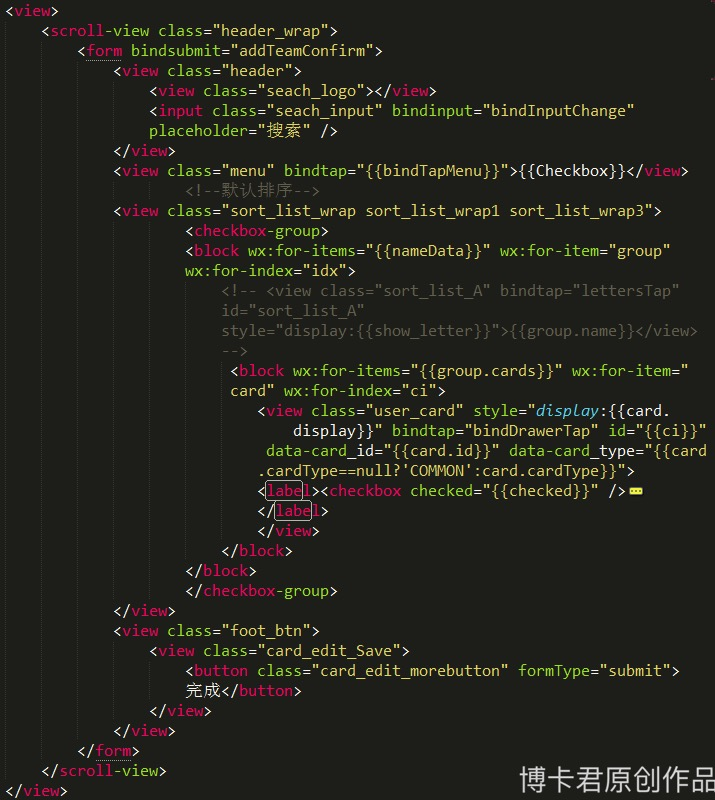 <view>
<scroll-view class="header_wrap">
<form bindsubmit="addTeamConfirm">
<view class="header">
<view class="seach_logo"></view>
<input class="seach_input" bindinput="bindInputChange"
placeholder="搜索" />
</view>
<view class="menu" bindtap="{{bindTapMenu}}">{{Checkbox}}</view>
<!--默认排序-->
<view class="sort_list_wrap sort_list_wrap1 sort_list_wrap3">
<checkbox-group>
<block wx:for-items="{{nameData}}" wx:for-item="group"
wx:for-index="idx">
<!-- <view class="sort_list_A" bindtap="lettersTap"
id="sort_list_A"
style="display:{{show_letter}}">{{group.name}}</view>
-->
<block wx:for-items="{{group.cards}}" wx:for-item="
card" wx:for-index="ci">
<view class="user_card" style="display:{{card.
display}}" bindtap="bindDrawerTap" id="{{ci}}"
data-card_id="{{card.id}}" data-card_type="{{card
.cardType==null?'COMMON':card.cardType}}">
<label><checkbox checked="{{checked}}" />
</label>
</view>
</block>
</block>
</checkbox-group>
</view>
<view class="foot_btn">
<view class="card_edit_Save">
<button class="card_edit_morebutton" formType="submit">
完成</button>
</view>
</view>
</form>
</scroll-view>
</view>
博卡君原创作品